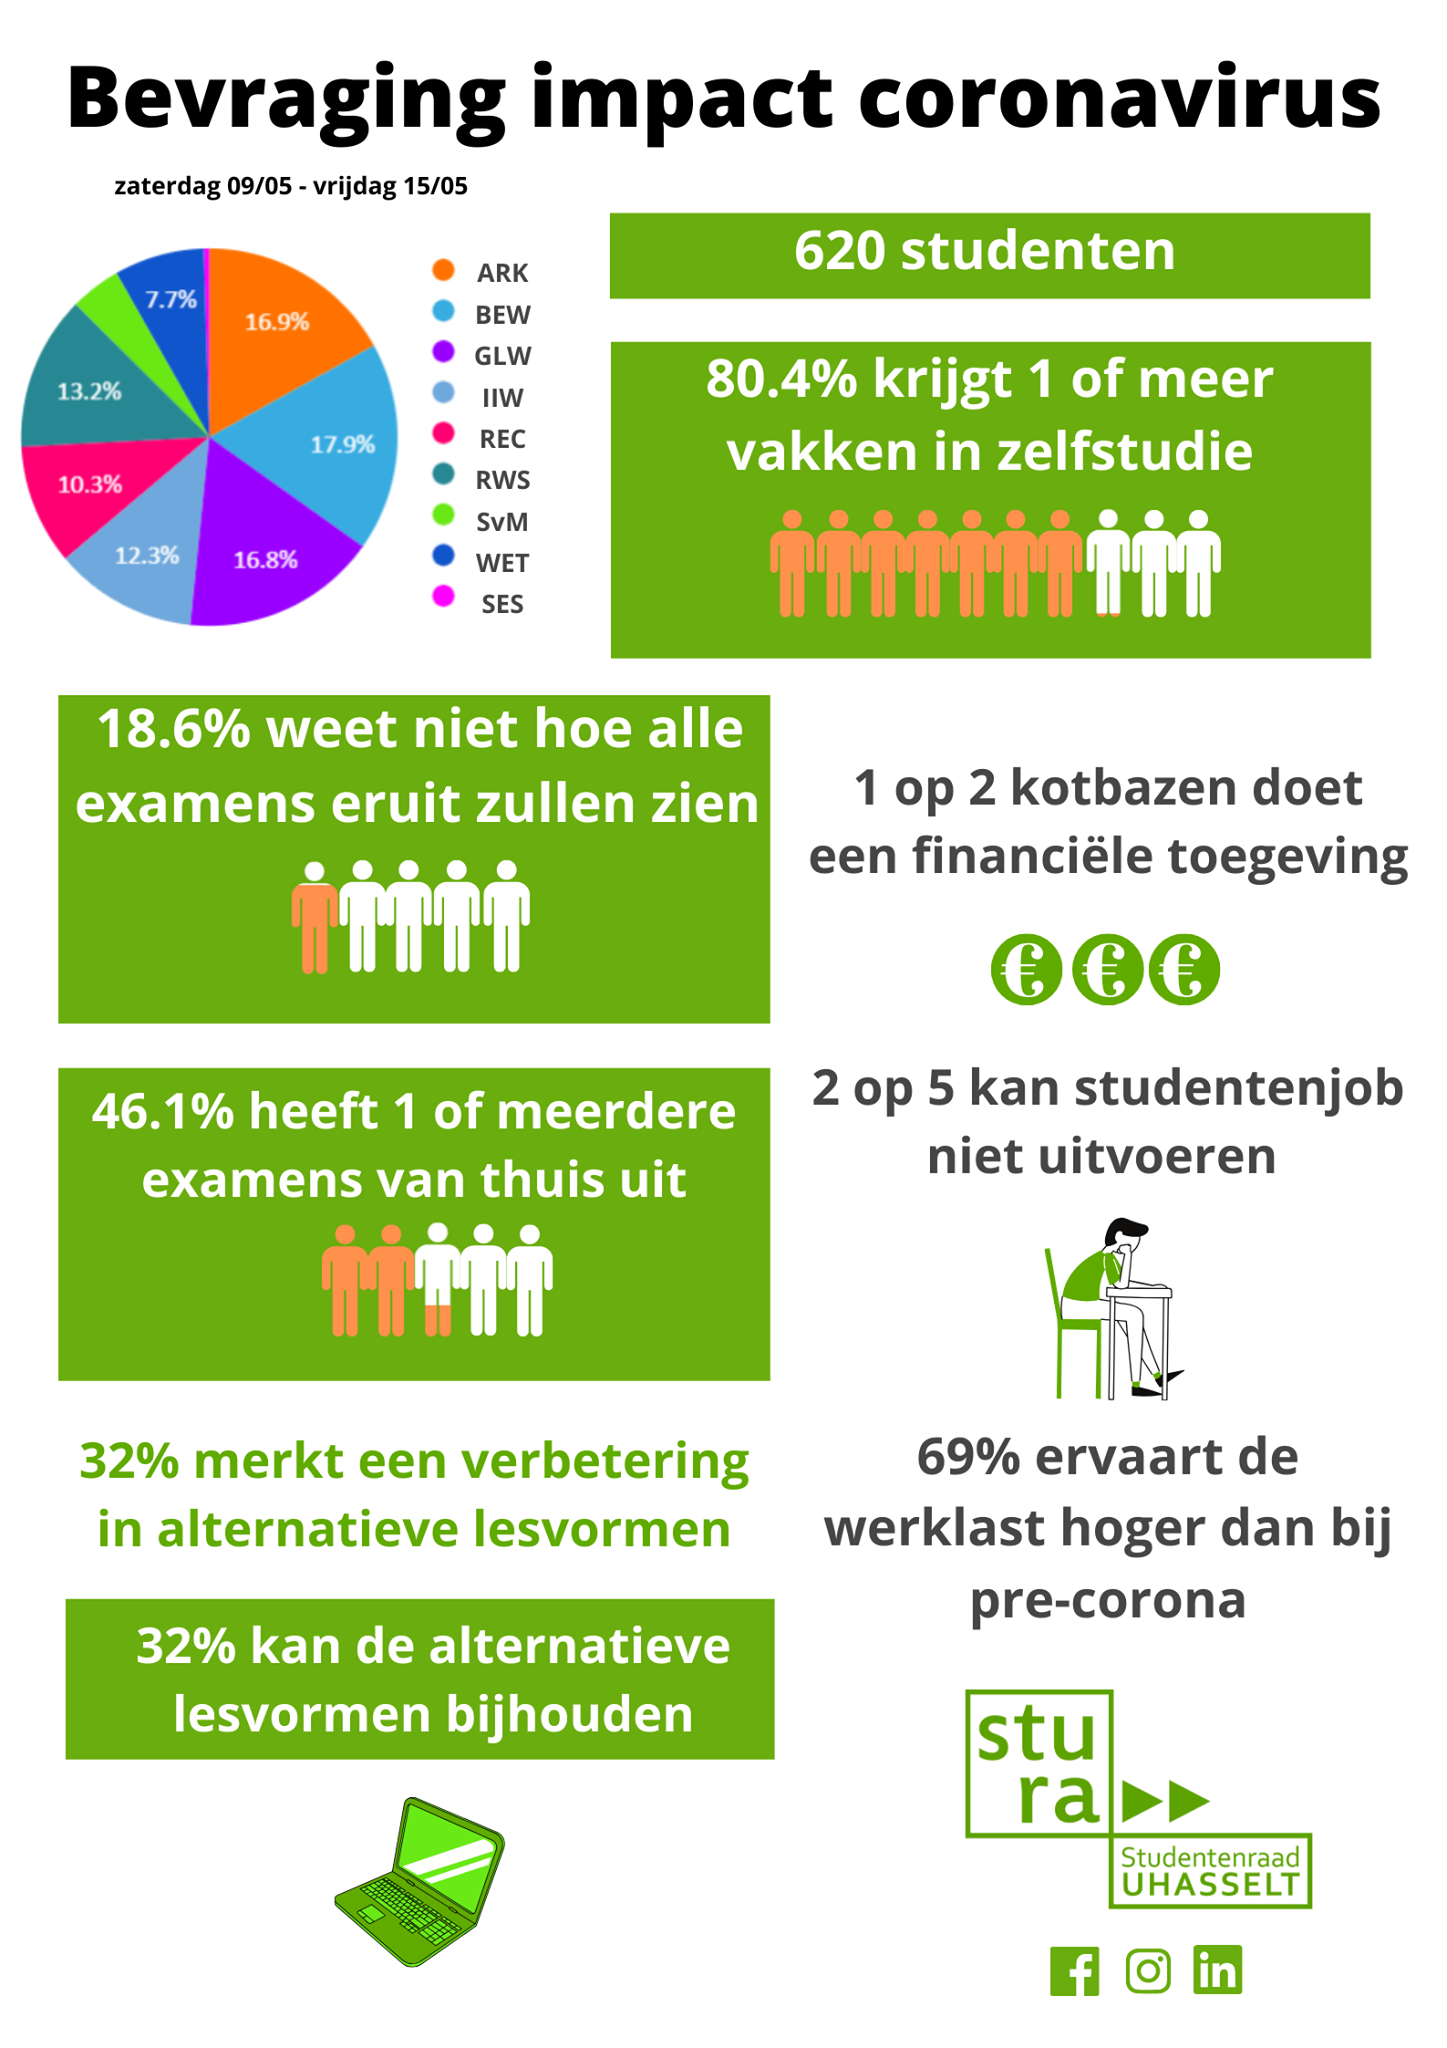 Bevraging impact coronavirus
zaterdag 09/05 - vrijdag 15/05
16.9%
17.9%
16.8%
12.3%
10.3%
13.2%
7.7%
ARK
BEW
GLW
IIW
REC
RWS
SvM
WET
SES
620 studenten
80.4% krijgt 1 of meer
vakken in zelfstudie
18.6% weet niet hoe alle
examens eruit zullen zien
1 op 2 kotbazen doet
een financiële toegeving
€ € €
46.1% heeft 1 of meerdere
examens van thuis uit
2 op 5 kan studentenjob
niet uitvoeren
32% merkt een verbetering
in alternatieve lesvormen
69% ervaart de
werklast hoger dan bij
pre-corona
32% kan de alternatieve
lesvormen bijhouden
stu
ra
Studentenraad
UHASSELT
f
in